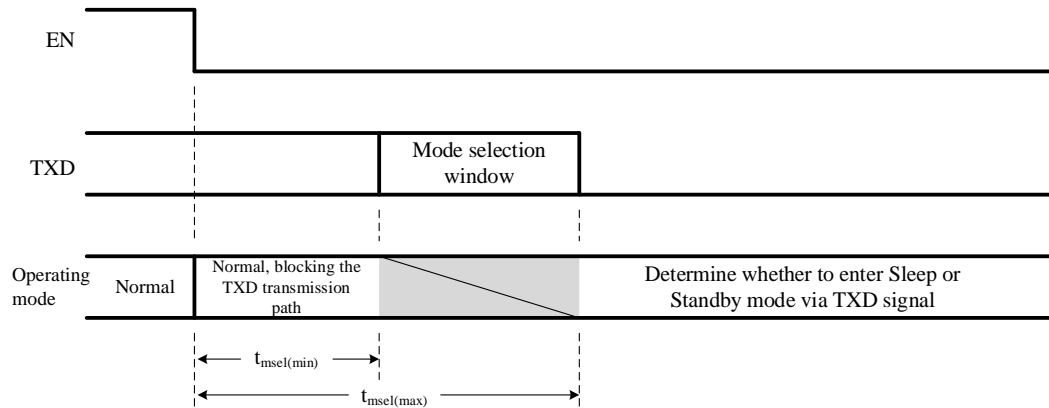 EN
TXD
Mode selection
window
Operating
mode
Normal
Normal, blocking the
TXD transmission
path
Determine whether to enter Sleep or
Standby mode via TXD signal
tmsel(min)
tmsel(max)